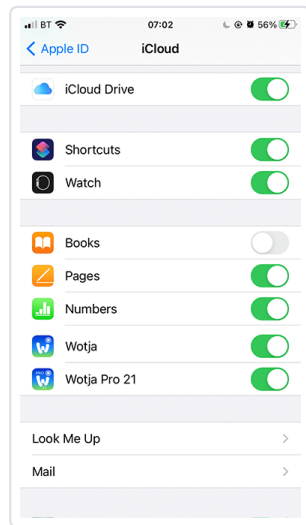 BT 07:02 56%
Apple ID iCloud
iCloud Drive
Shortcuts
Watch
Books
Pages
Numbers
Wotja
PRO
Wotja Pro 21
Look Me Up
Mail